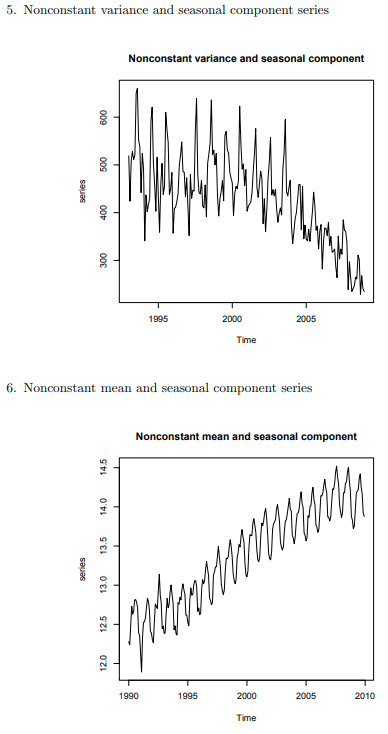 5. Nonconstant variance and seasonal component series
Nonconstant variance and seasonal component
600
500
400
300
series
1995 2000 2005
Time
6. Nonconstant mean and seasonal component series
Nonconstant mean and seasonal component
14.5
14.0
13.5
13.0
12.5
12.0
series
1990 1995 2000 2005 2010
Time